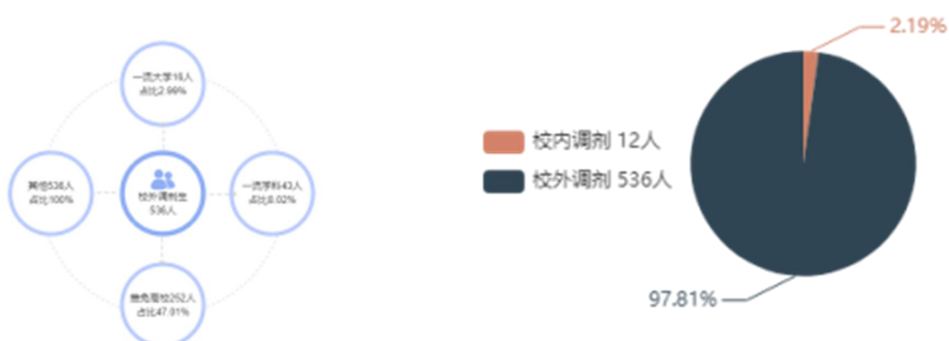 一流大学16人
占比2.99%
其他536人
占比100%
校外调剂生
536人
一流学科43人
占比8.02%
推免高校252人
占比47.01%
2.19%
校内调剂 12人
校外调剂 536人
97.81%